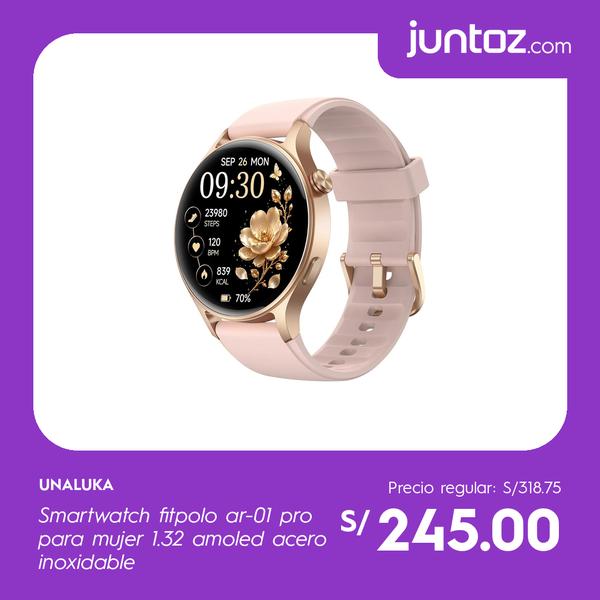 juntoz.com
SEP 26 MON
09:30
23980
STEPS
120
BPM
839
KCAL
70%
UNALUKA
Smartwatch fitpolo ar-01 pro
para mujer 1.32 amoled acero
inoxidable
Precio regular: S/318.75
S/ 245.00